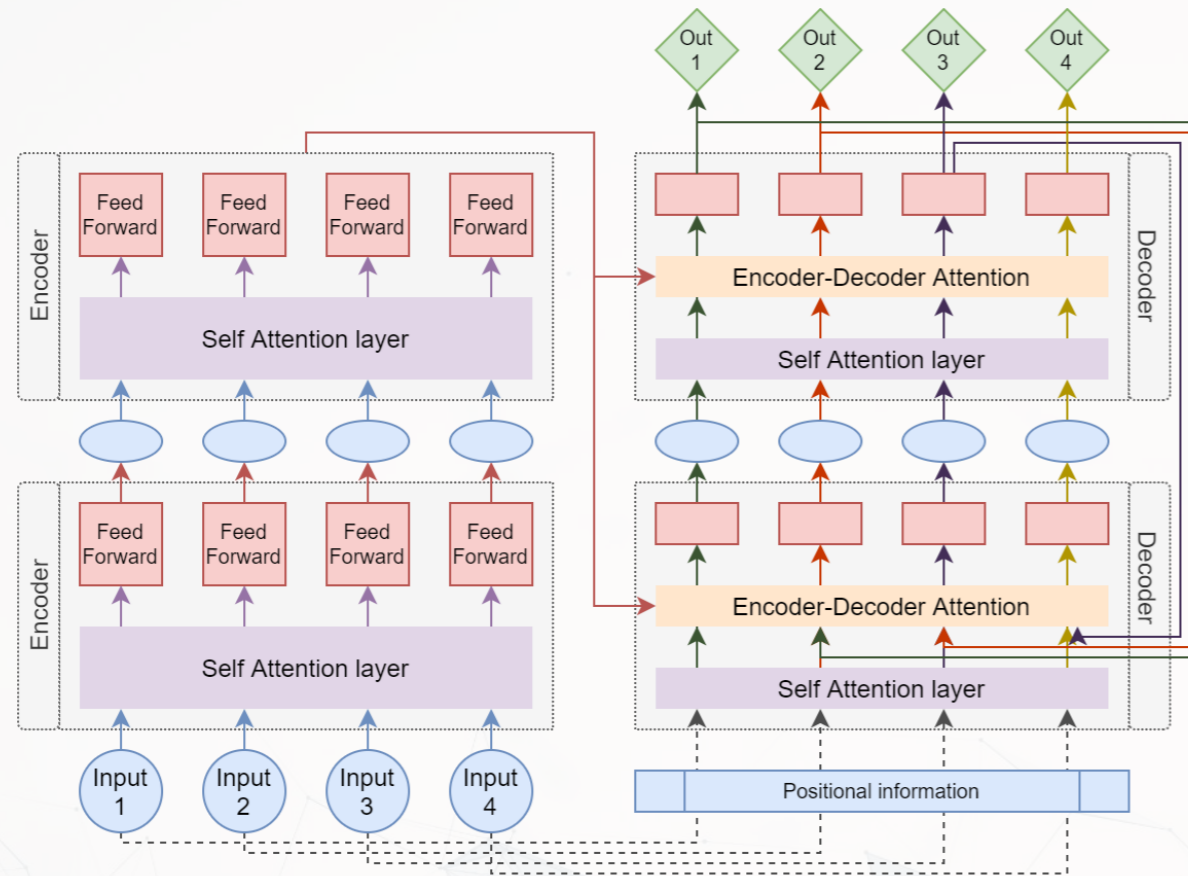 Out
1
Out
2
Out
3
Out
4
Encoder
Feed
Forward
Feed
Forward
Feed
Forward
Feed
Forward
Self Attention layer
Encoder-Decoder Attention
Self Attention layer
Decoder
Encoder
Feed
Forward
Feed
Forward
Feed
Forward
Feed
Forward
Self Attention layer
Encoder-Decoder Attention
Self Attention layer
Decoder
Input
1
Input
2
Input
3
Input
4
Positional information